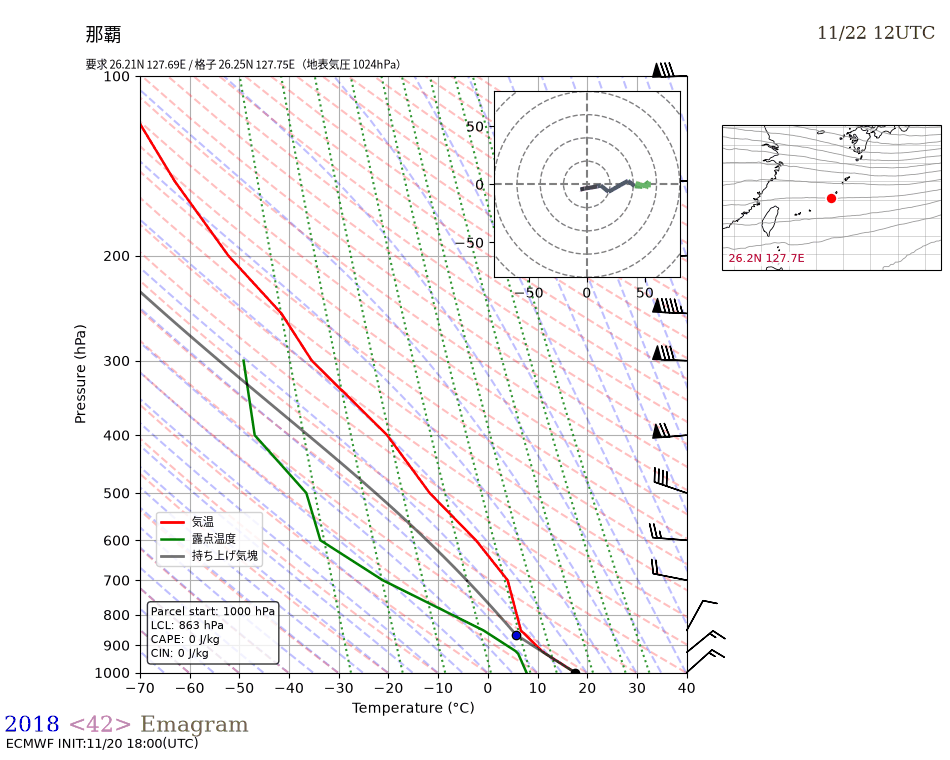 那覇
11/22 12UTC
要求 26.21N 127.69E / 格子 26.25N 127.75E（地表気圧 1024hPa）
100
200
300
400
500
600
700
800
900
1000
Pressure (hPa)
−70 −60 −50 −40 −30 −20 −10 0 10 20 30 40
Temperature (°C)
50
0
−50
−50 0 50
26.2N 127.7E
気温
露点温度
持ち上げ気塊
Parcel start: 1000 hPa
LCL: 863 hPa
CAPE: 0 J/kg
CIN: 0 J/kg
2018 <42> Emagram
ECMWF INIT:11/20 18:00(UTC)